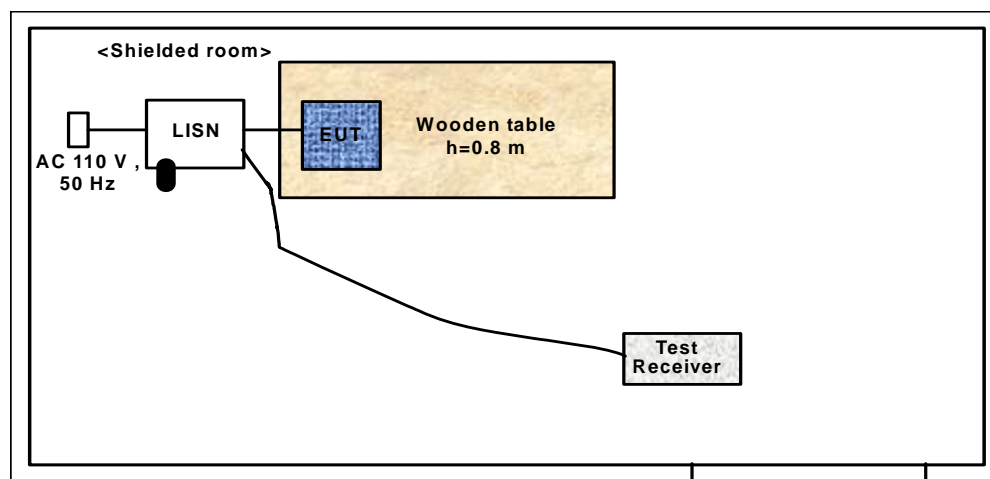 <Shielded room>
LISN
EUT
Wooden table
h=0.8 m
AC 110 V ,
50 Hz
Test
Receiver